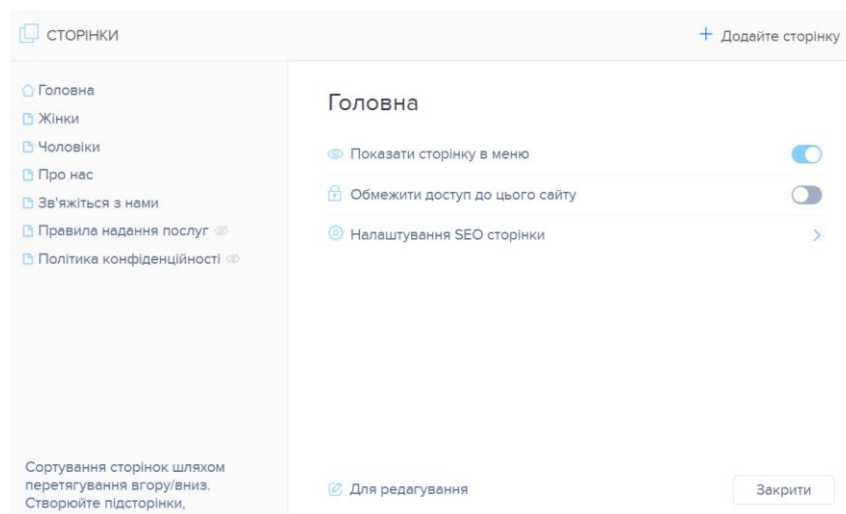 СТОРІНКИ
Додайте сторінку
Головна
Жінки
Чоловіки
Про нас
Зв'яжіться з нами
Правила надання послуг
Політика конфіденційності
Сортування сторінок шляхом
перетягування вгору/вниз.
Створюйте підсторінки,
Головна
Показати сторінку в меню
Обмежити доступ до цього сайту
Налаштування SEO сторінки
Для редагування
Закрити